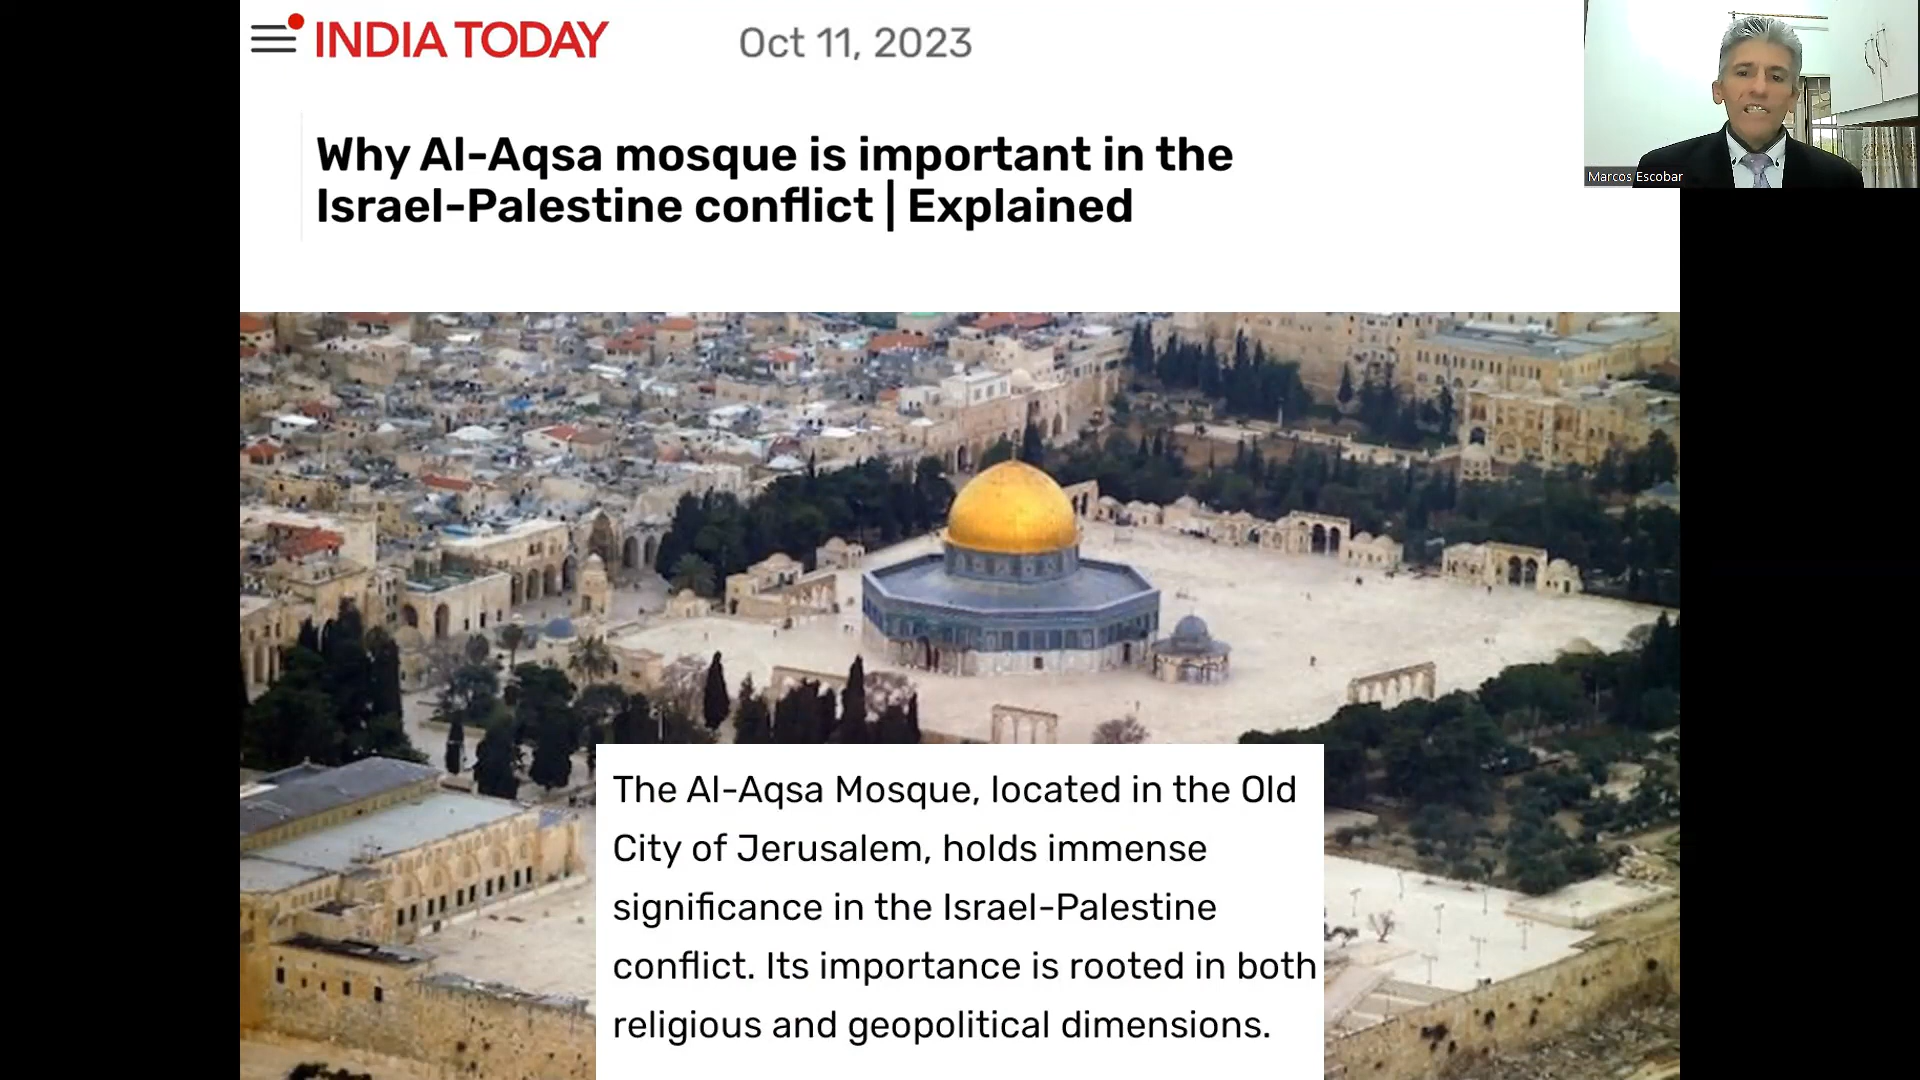 INDIA TODAY
Oct 11, 2023
Why Al-Aqsa mosque is important in the
Israel-Palestine conflict | Explained
Marcos Escobar
The Al-Aqsa Mosque, located in the Old
City of Jerusalem, holds immense
significance in the Israel-Palestine
conflict. Its importance is rooted in both
religious and geopolitical dimensions.